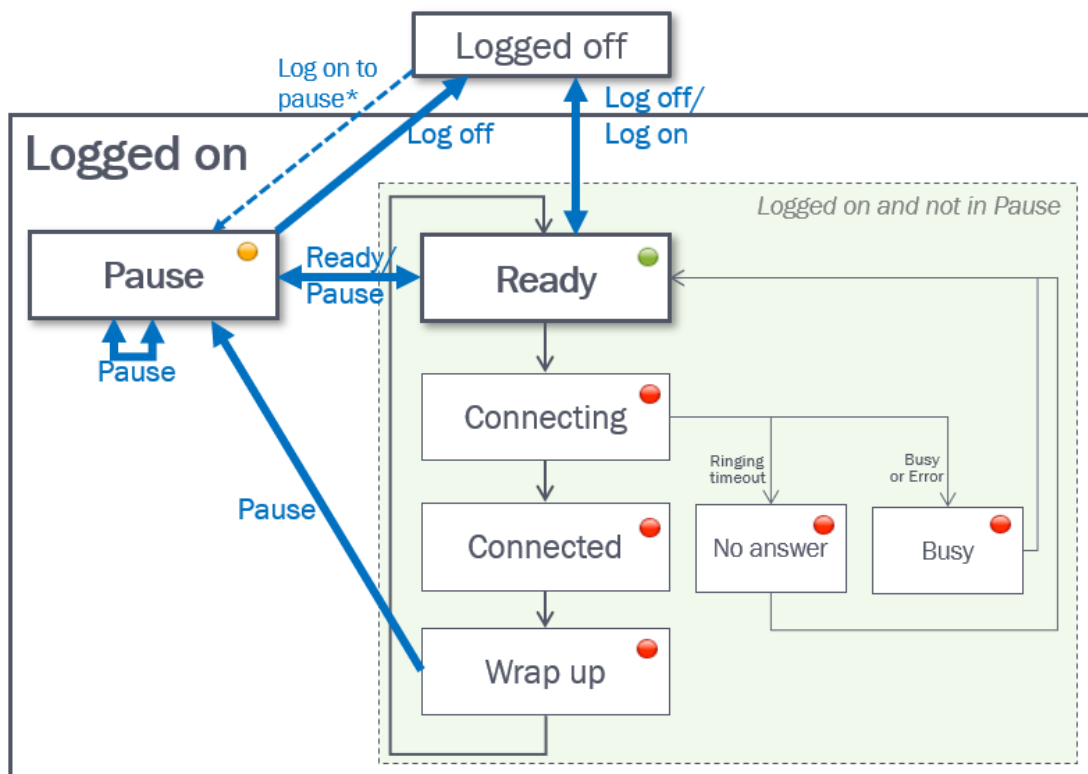 Logged off
Log on to
pause*
Log off/
Log on
Log off
Logged on
Logged on and not in Pause
Pause
Ready/
Pause
Ready
Pause
Connecting
Ringing
timeout
Busy
or Error
Pause
Connected
No answer
Busy
Wrap up